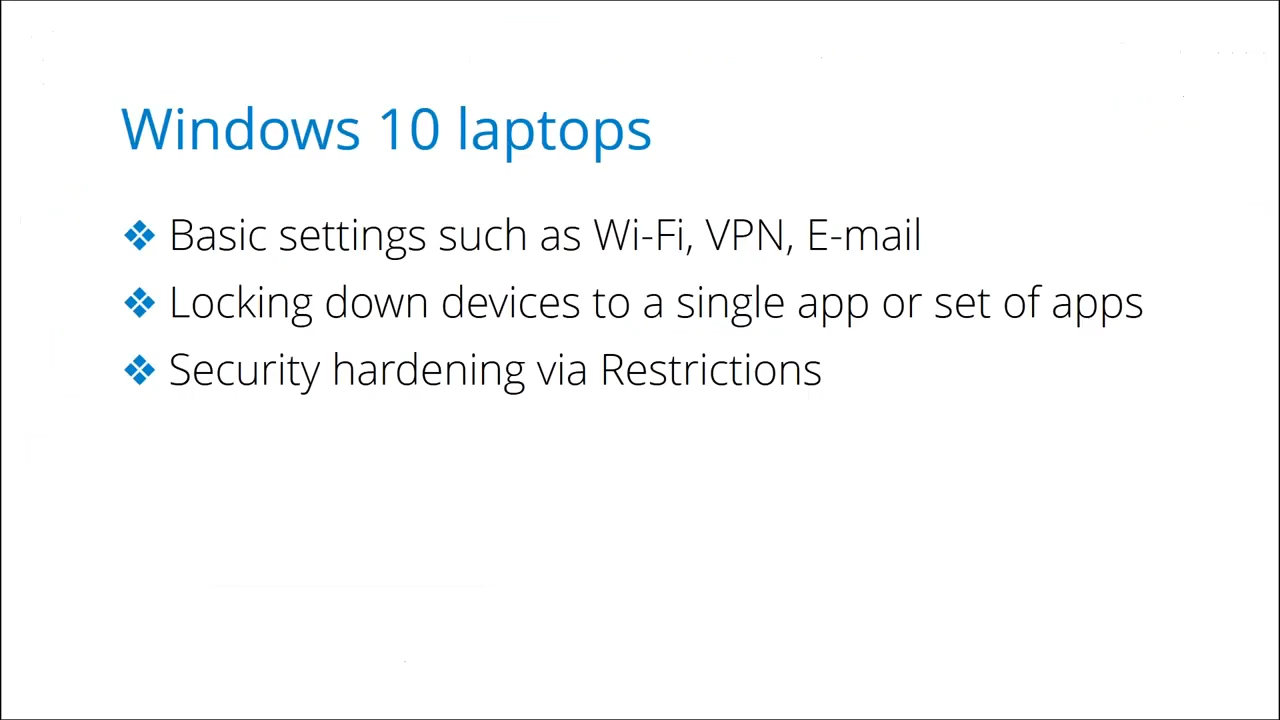 Windows 10 laptops
Basic settings such as Wi-Fi, VPN, E-mail
Locking down devices to a single app or set of apps
Security hardening via Restrictions